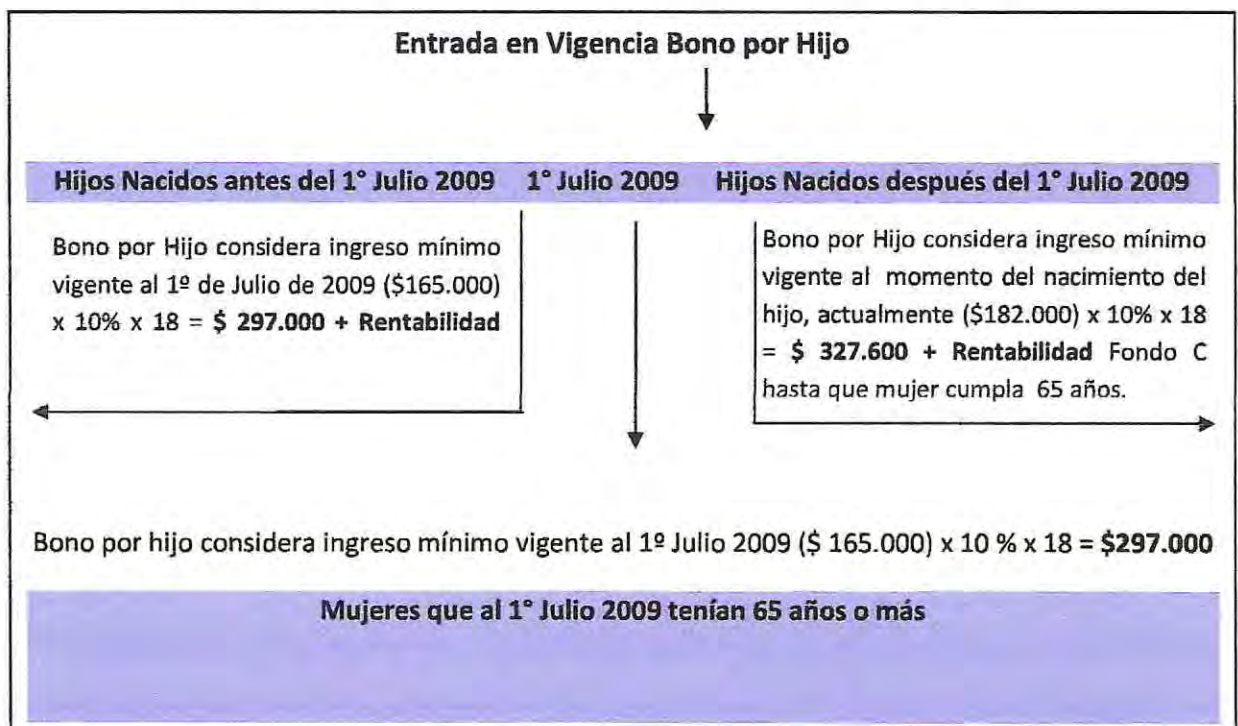 Entrada en Vigencia Bono por Hijo
Hijos Nacidos antes del 1° Julio 2009 1° Julio 2009 Hijos Nacidos después del 1° Julio 2009
Bono por Hijo considera ingreso mínimo
vigente al 1º de Julio de 2009 ($165.000)
x 10% x 18 = $ 297.000 + Rentabilidad
Bono por Hijo considera ingreso mínimo
vigente al momento del nacimiento del
hijo, actualmente ($182.000) x 10% x 18
= $ 327.600 + Rentabilidad Fondo C
hasta que mujer cumpla 65 años.
Bono por hijo considera ingreso mínimo vigente al 1º Julio 2009 ($ 165.000) x 10 % x 18 = $297.000
Mujeres que al 1° Julio 2009 tenían 65 años o más